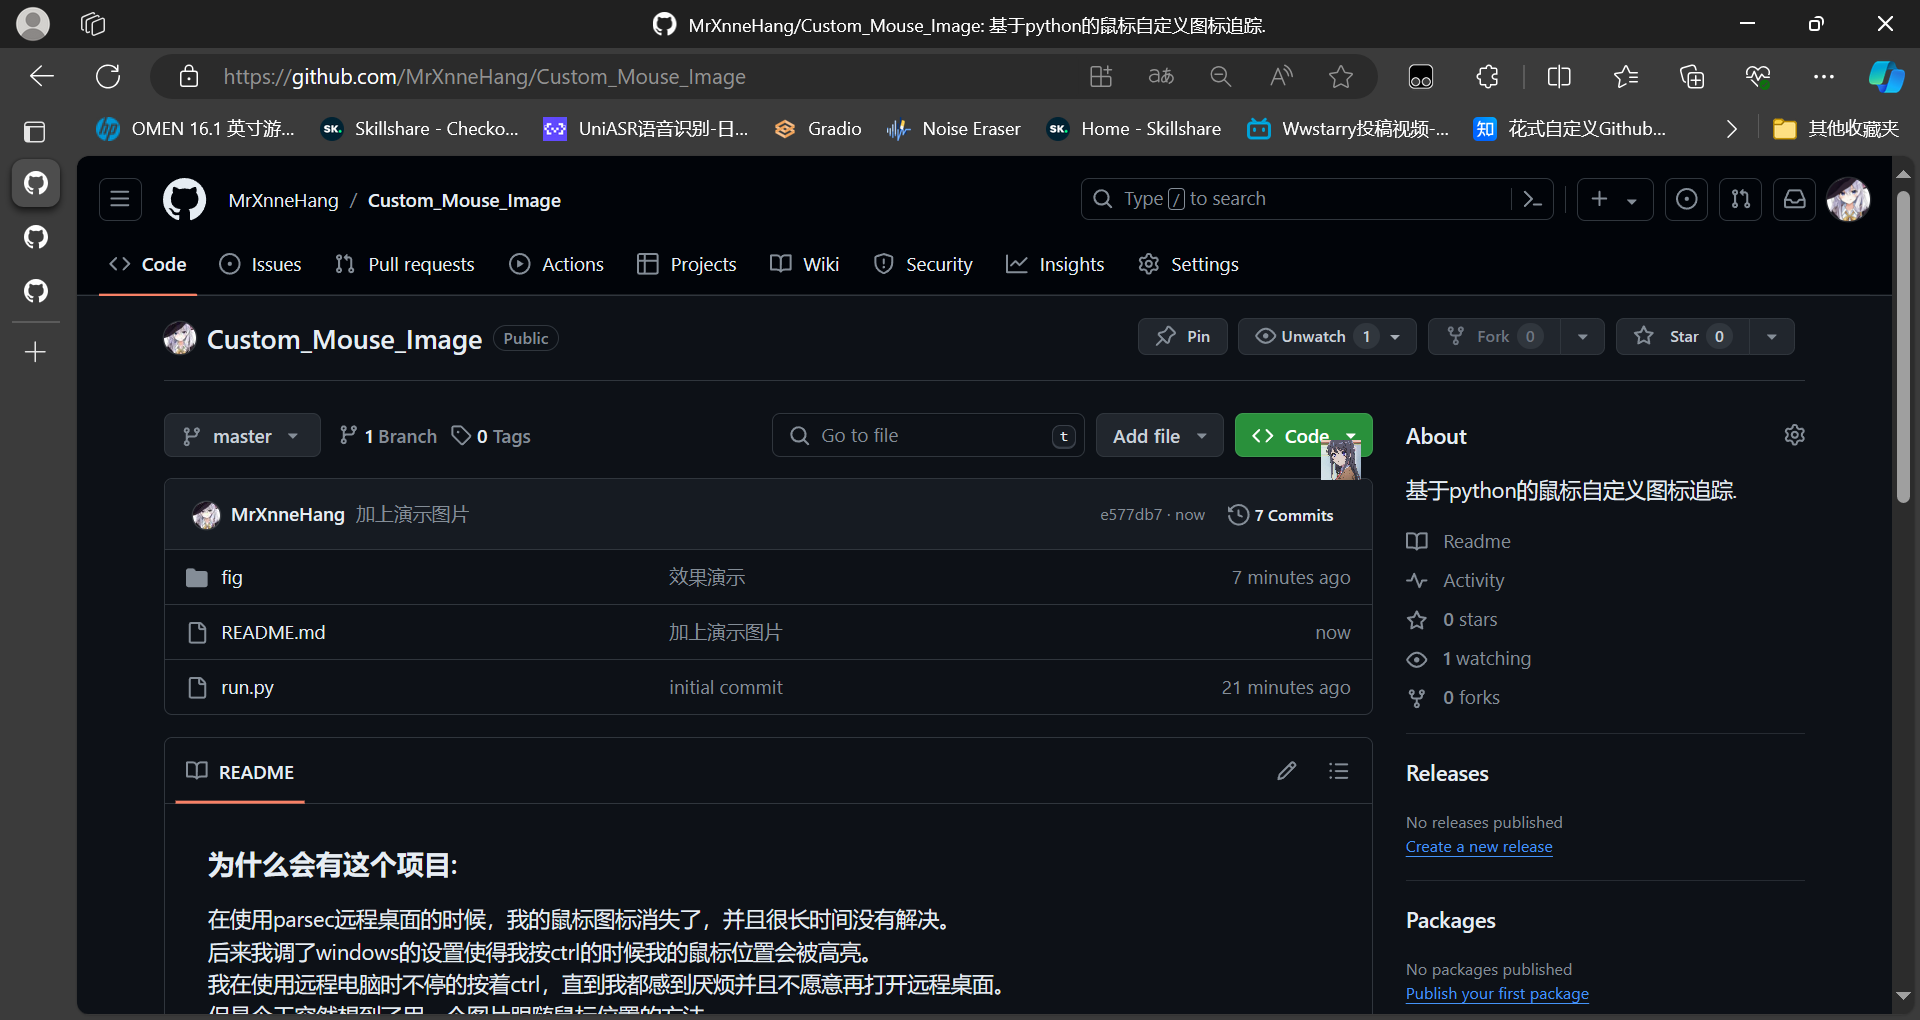 MrXnneHang/Custom_Mouse_Image: 基于python的鼠标自定义图标追踪.
https://github.com/MrXnneHang/Custom_Mouse_Image
OMEN 16.1 英寸游... Skillshare - Checko... UniASR语音识别-日... Gradio Noise Eraser Home - Skillshare Wwstarry投稿视频-... 花式自定义Github... 其他收藏夹
MrXnneHang / Custom_Mouse_Image Type / to search
Code Issues Pull requests Actions Projects Wiki Security Insights Settings
Custom_Mouse_Image Public Pin Unwatch 1 Fork 0 Star 0
master 1 Branch 0 Tags Go to file t Add file Code
About
基于python的鼠标自定义图标追踪.
Readme
Activity
0 stars
1 watching
0 forks
MrXnneHang 加上演示图片 e577db7 · now 7 Commits
fig 效果演示 7 minutes ago
README.md 加上演示图片 now
run.py initial commit 21 minutes ago
README
为什么会有这个项目:
在使用parsec远程桌面的时候，我的鼠标图标消失了，并且很长时间没有解决。
后来我调了windows的设置使得我按ctrl的时候我的鼠标位置会被高亮。
我在使用远程电脑时不停的按着ctrl，直到我都感到厌烦并且不愿意再打开远程桌面。
Releases
No releases published
Create a new release
Packages
No packages published
Publish your first package